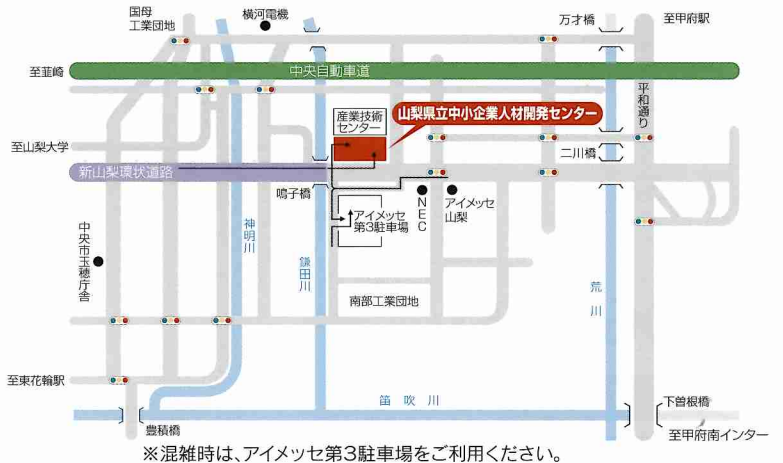 国母
工業団地
横河電機
万才橋
至甲府駅
至韮崎
中央自動車道
平和通り
産業技術
センター
山梨県立中小企業人材開発センター
至山梨大学
二川橋
新山梨環状道路
鳴子橋
アイメッセ
第3駐車場
NEC
アイメッセ
山梨
中央市玉穂庁舎
神明川
鎌田川
荒川
南部工業団地
至東花輪駅
笛吹川
下曽根橋
豊積橋
至甲府南インター
※混雑時は、アイメッセ第3駐車場をご利用ください。